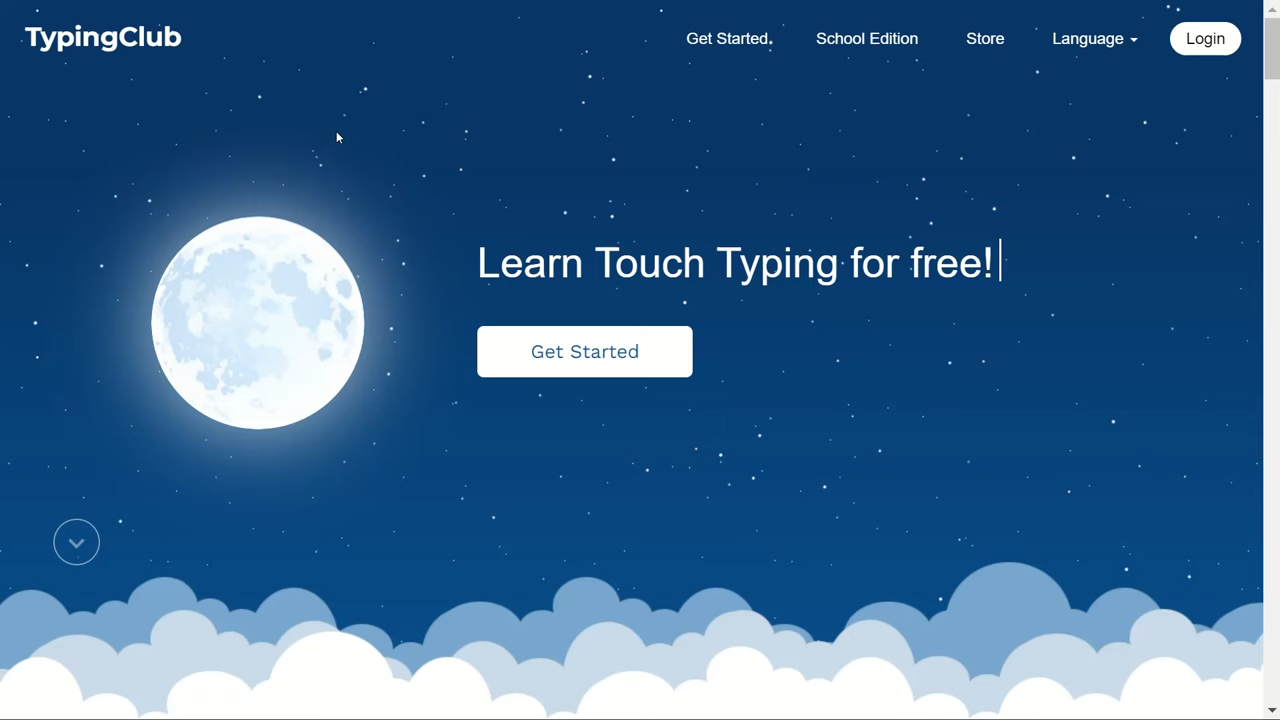 TypingClub
Get Started
School Edition
Store
Language
Login
Learn Touch Typing for free!
Get Started